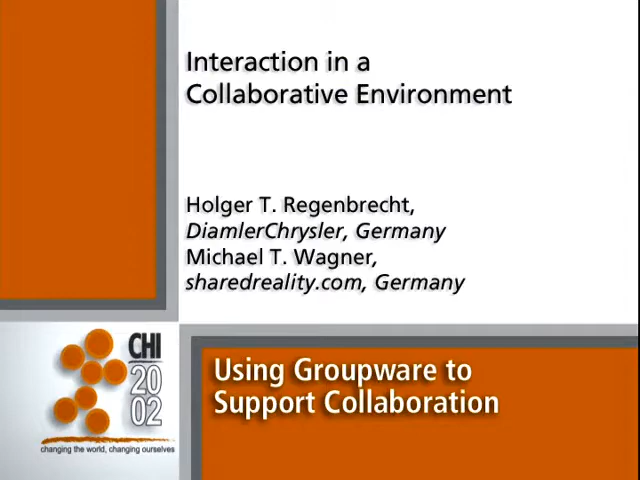 Interaction in a
Collaborative Environment
Holger T. Regenbrecht,
DiamlerChrysler, Germany
Michael T. Wagner,
sharedreality.com, Germany
CHI
20
02
changing the world, changing ourselves
Using Groupware to
Support Collaboration